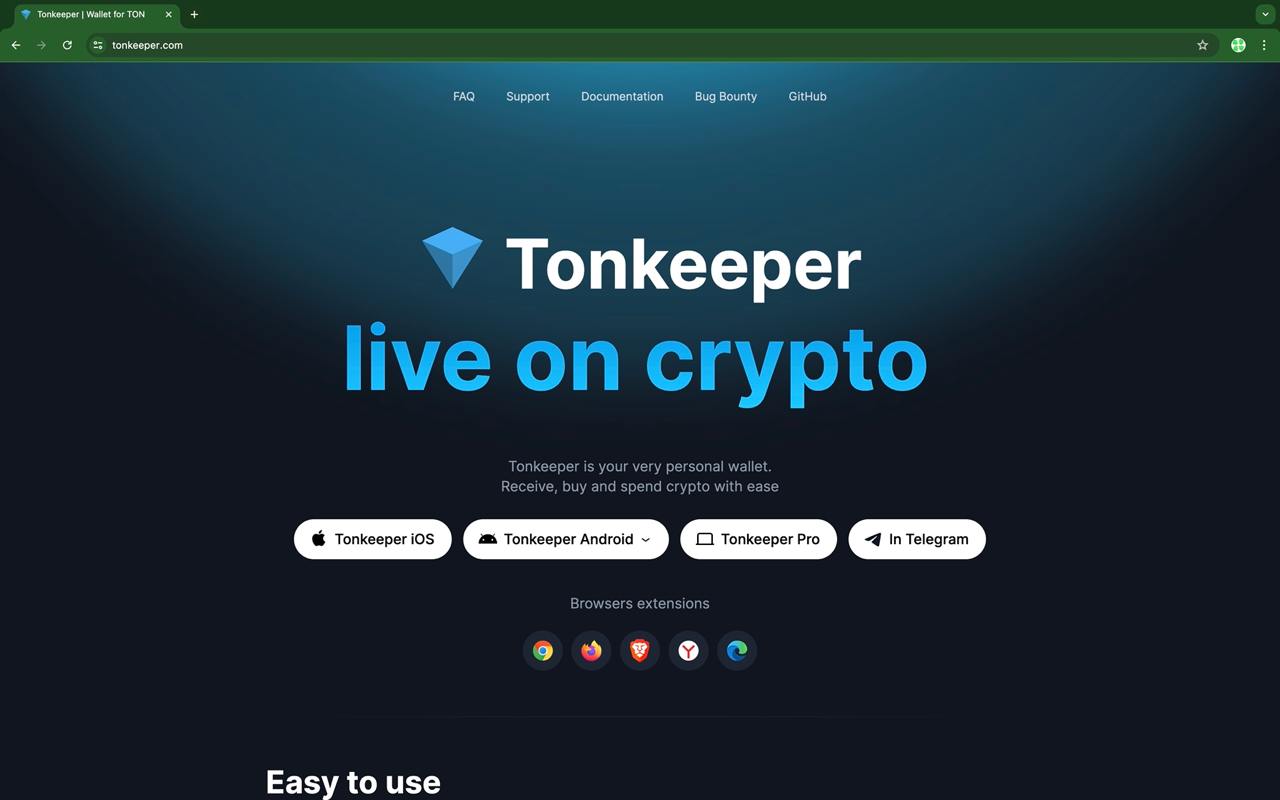 Tonkeeper | Wallet for TON
tonkeeper.com
FAQ Support Documentation Bug Bounty GitHub
Tonkeeper
live on crypto
Tonkeeper is your very personal wallet.
Receive, buy and spend crypto with ease
Tonkeeper iOS Tonkeeper Android Tonkeeper Pro In Telegram
Browsers extensions
Easy to use